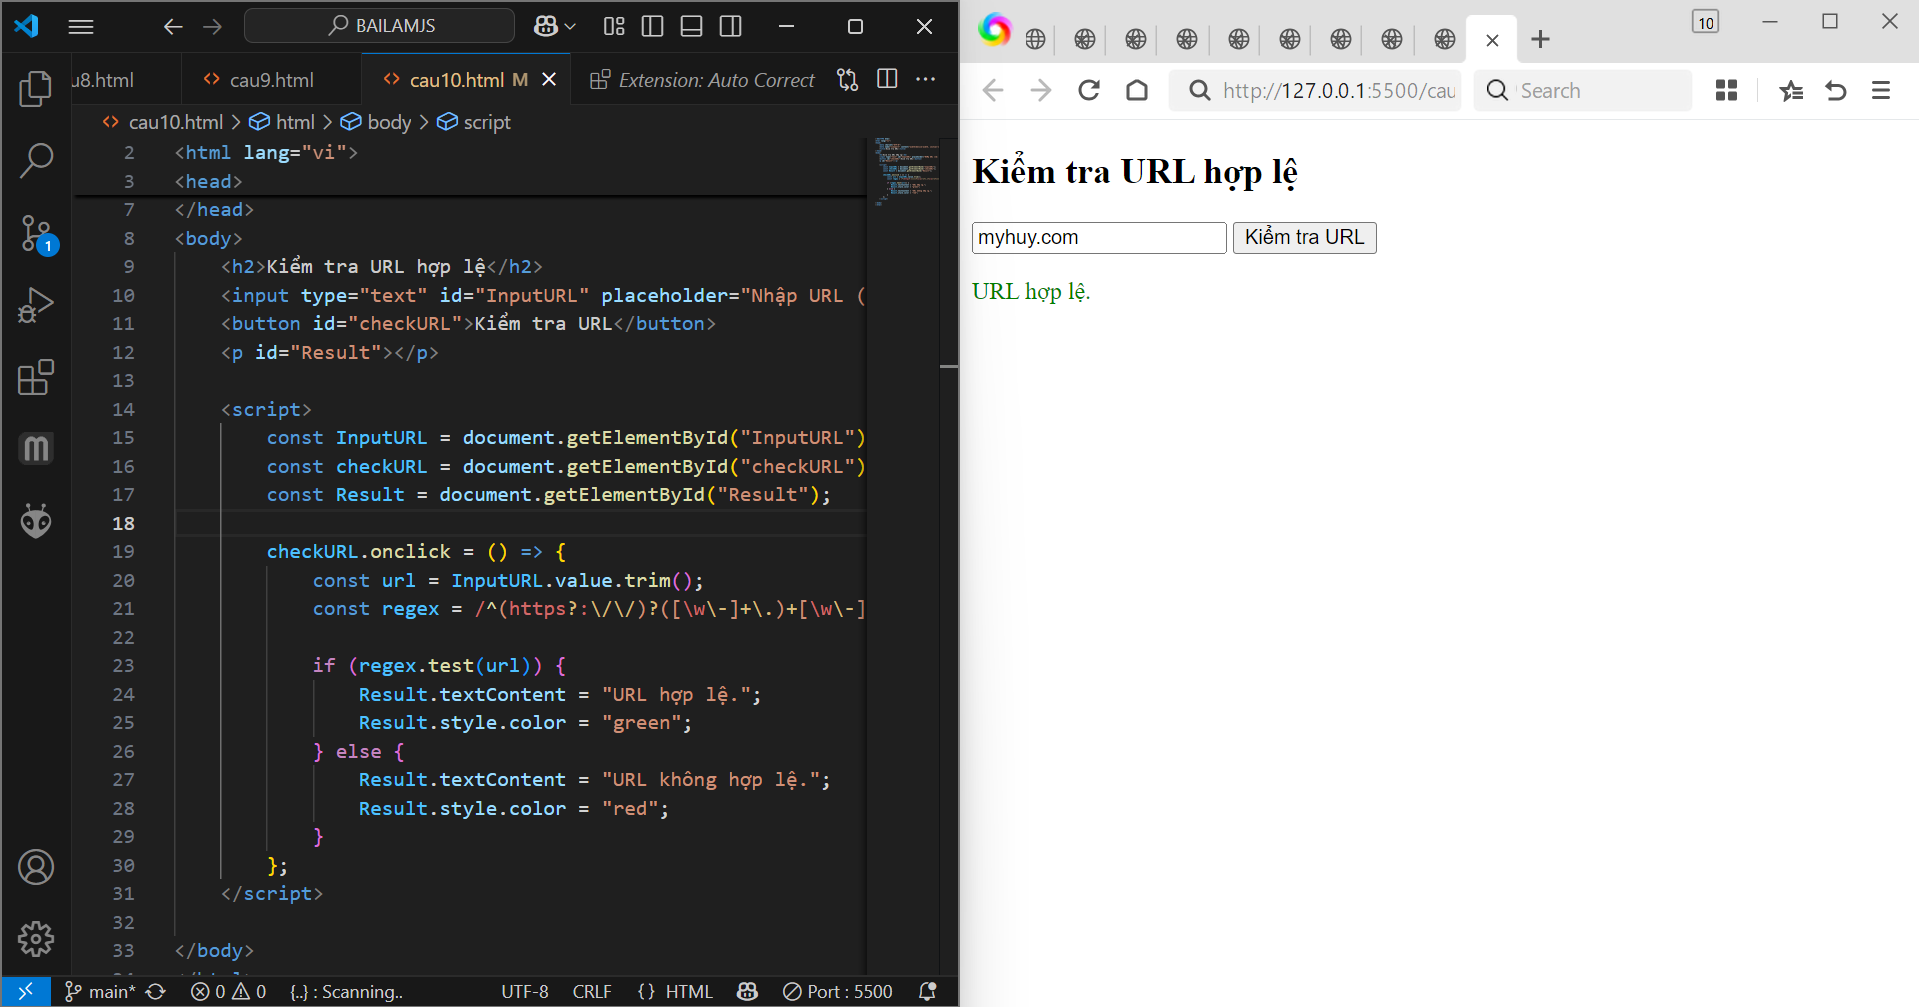 BAILAMJS
u8.html
cau9.html
cau10.html M
Extension: Auto Correct
cau10.html > html > body > script
2 <html lang="vi">
3 <head>
7 </head>
8 <body>
9 <h2>Kiểm tra URL hợp lệ</h2>
10 <input type="text" id="InputURL" placeholder="Nhập URL (
11 <button id="checkURL">Kiểm tra URL</button>
12 <p id="Result"></p>
13
14 <script>
15 const InputURL = document.getElementById("InputURL")
16 const checkURL = document.getElementById("checkURL")
17 const Result = document.getElementById("Result");
18
19 checkURL.onclick = () => {
20 const url = InputURL.value.trim();
21 const regex = /^(https?:\/\/)?([\w\-]+\.)+[\w\-]
22
23 if (regex.test(url)) {
24 Result.textContent = "URL hợp lệ.";
25 Result.style.color = "green";
26 } else {
27 Result.textContent = "URL không hợp lệ.";
28 Result.style.color = "red";
29 }
30 };
31 </script>
32
33 </body>
1
main* 0 0 {..} : Scanning.. UTF-8 CRLF {} HTML Port : 5500
10
http://127.0.0.1:5500/cau
Search
Kiểm tra URL hợp lệ
myhuy.com
Kiểm tra URL
URL hợp lệ.